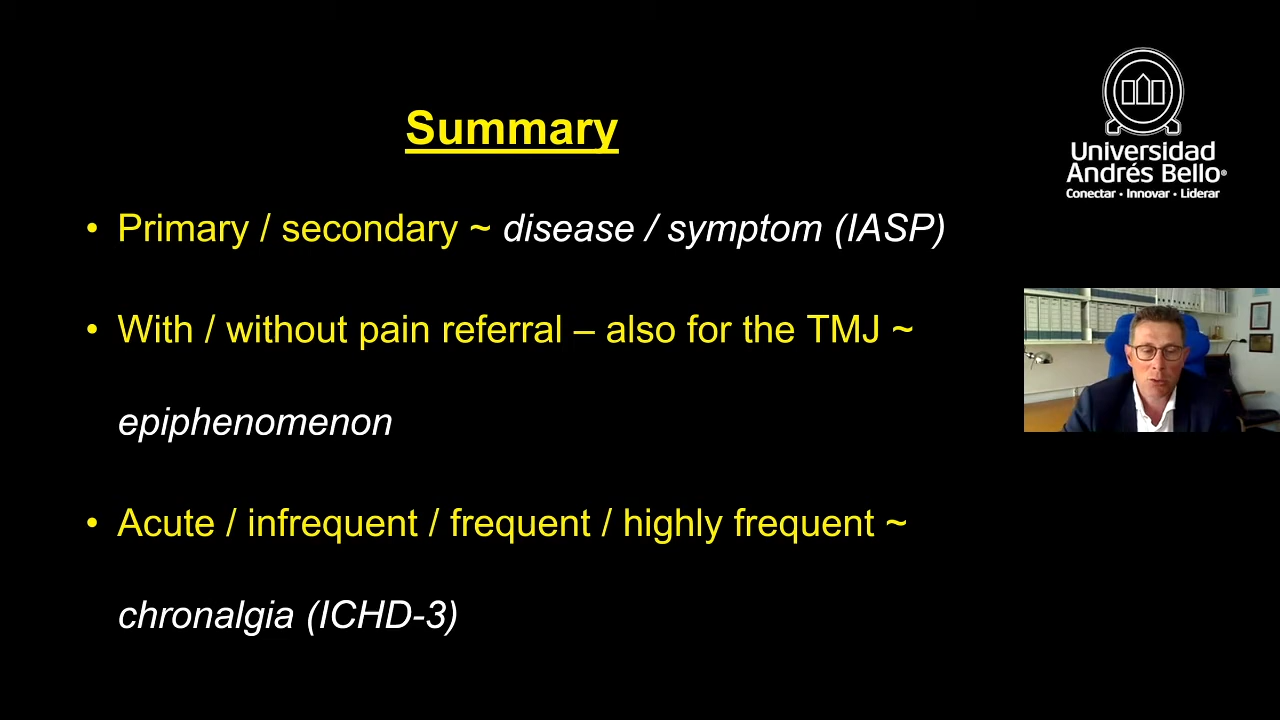 Summary
• Primary / secondary ~ disease / symptom (IASP)
• With / without pain referral – also for the TMJ ~
epiphenomenon
• Acute / infrequent / frequent / highly frequent ~
chronalgia (ICHD-3)
Universidad
Andrés Bello®
Conectar • Innovar • Liderar